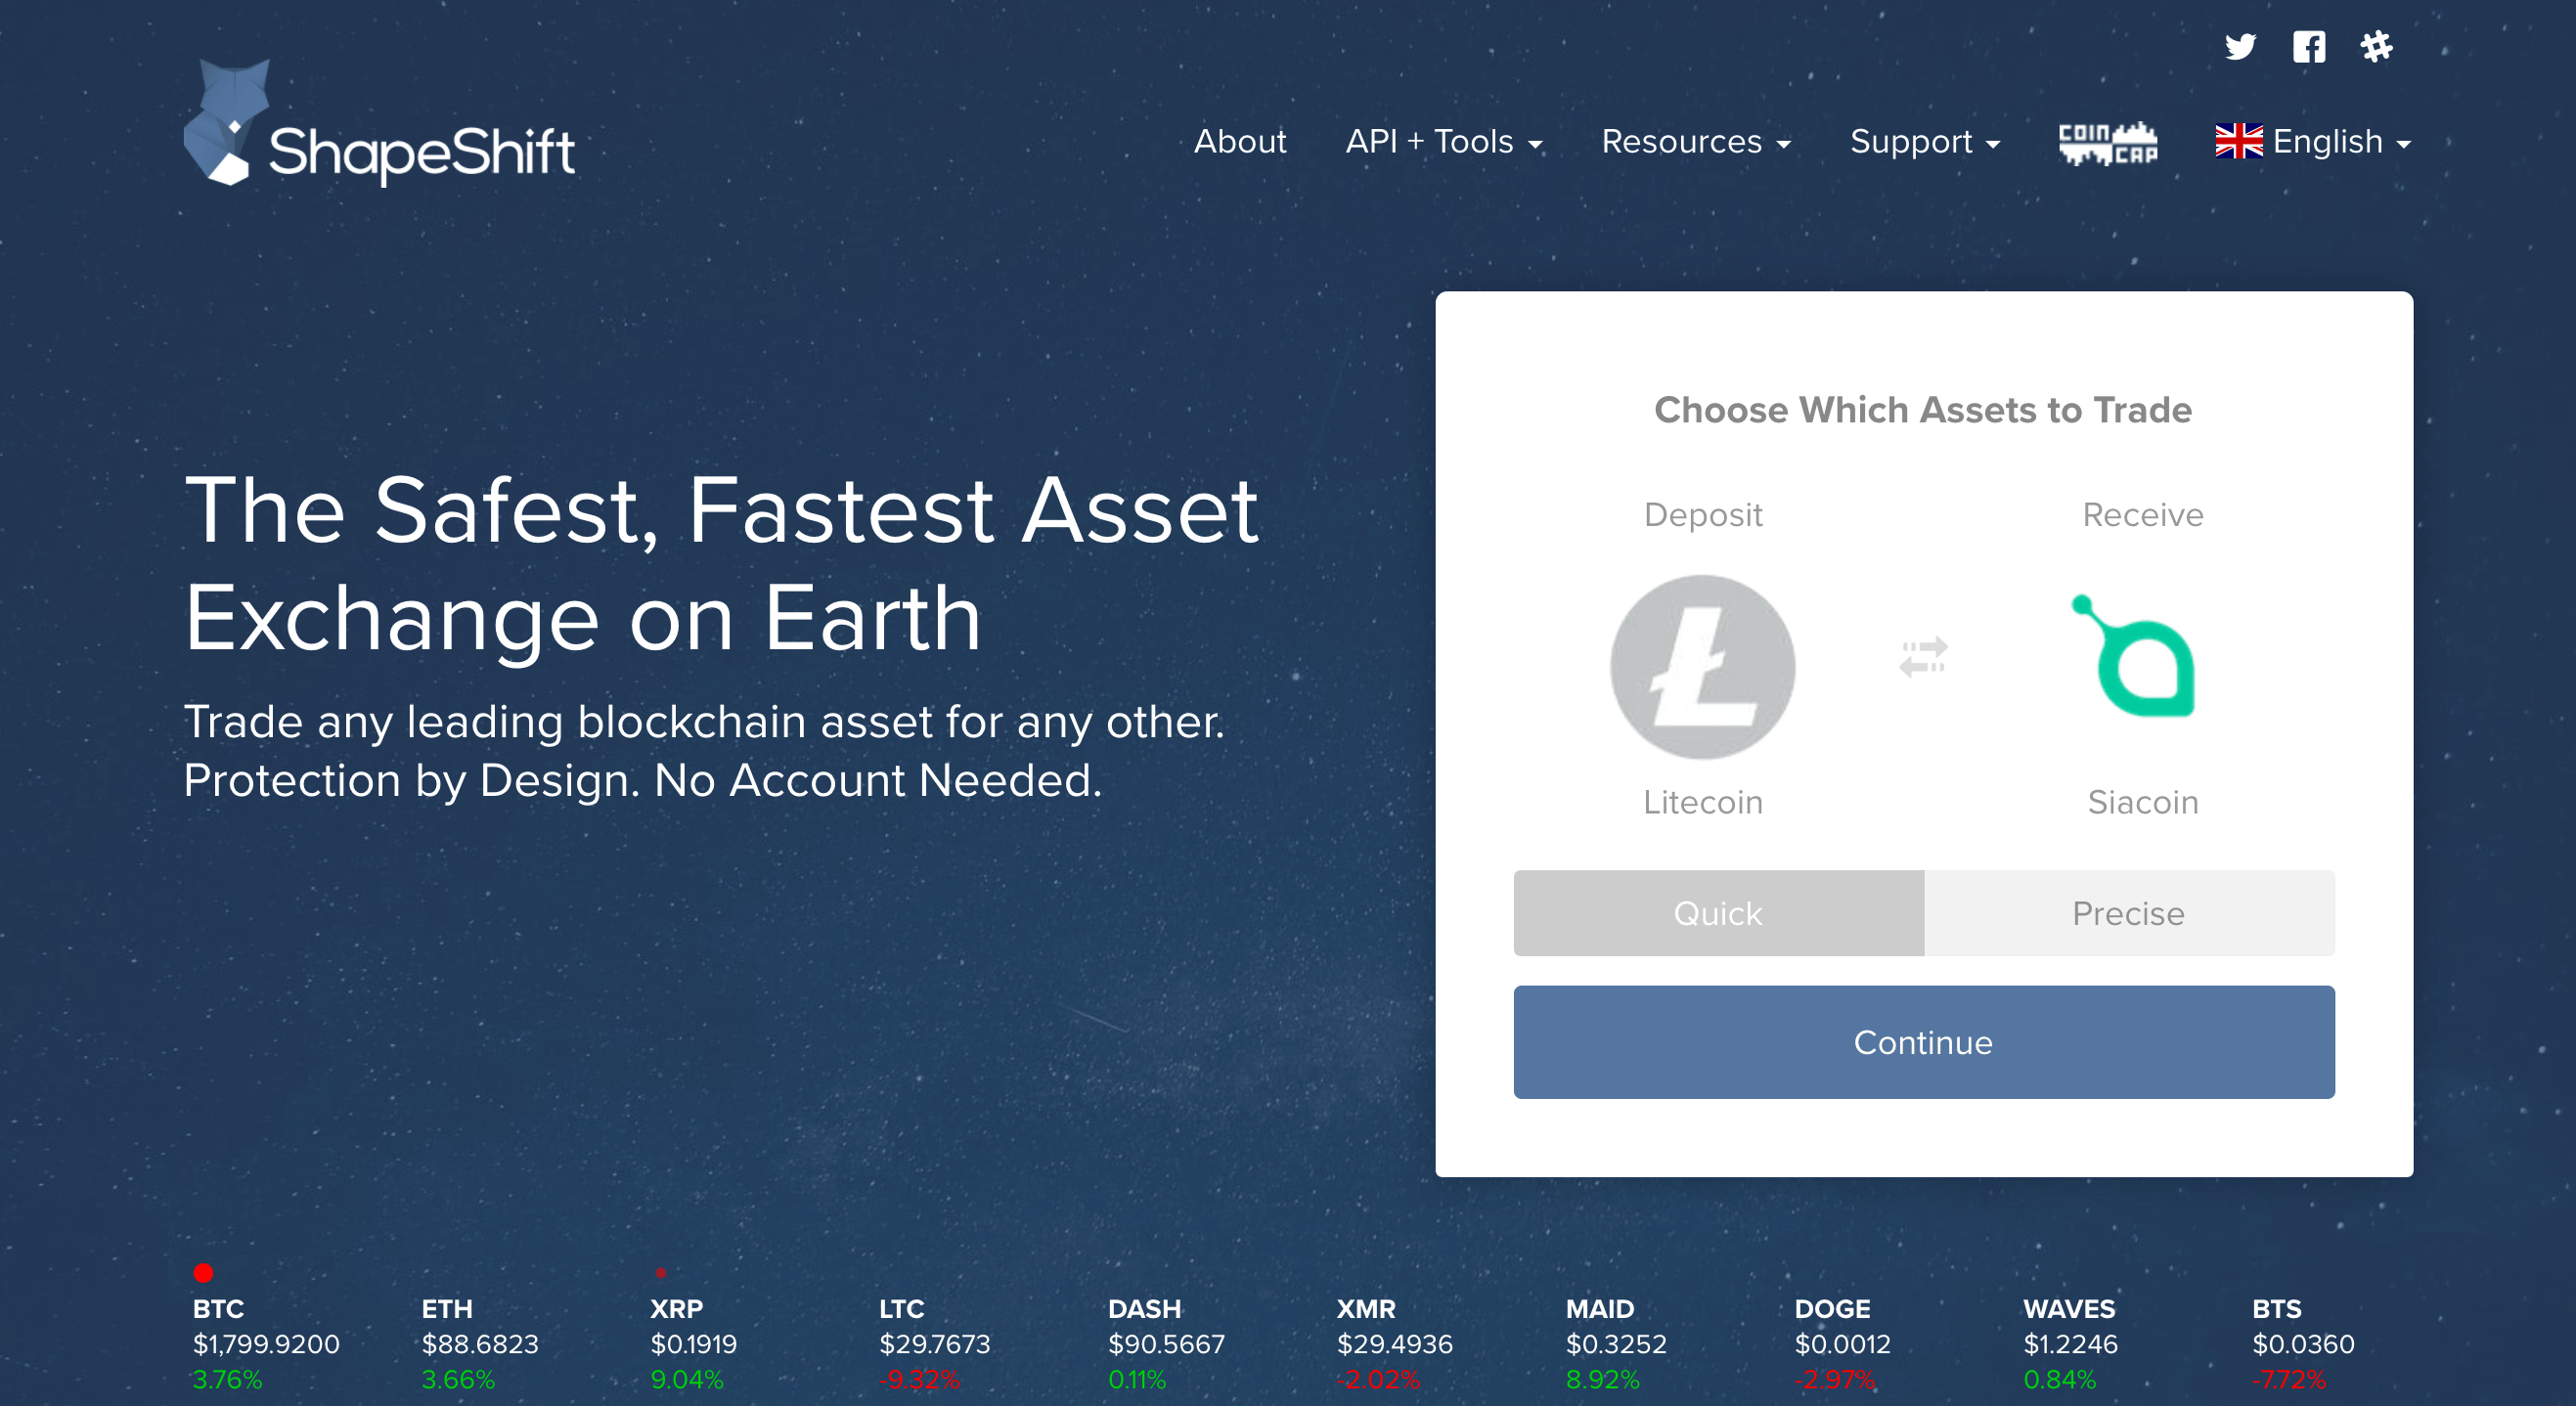 ShapeShift
About
API + Tools
Resources
Support
COIN CAP
English
The Safest, Fastest Asset
Exchange on Earth
Trade any leading blockchain asset for any other.
Protection by Design. No Account Needed.
Choose Which Assets to Trade
Deposit
Receive
Litecoin
Siacoin
Quick
Precise
Continue
BTC
$1,799.9200
3.76%
ETH
$88.6823
3.66%
XRP
$0.1919
9.04%
LTC
$29.7673
-9.32%
DASH
$90.5667
0.11%
XMR
$29.4936
-2.02%
MAID
$0.3252
8.92%
DOGE
$0.0012
-2.97%
WAVES
$1.2246
0.84%
BTS
$0.0360
-7.72%